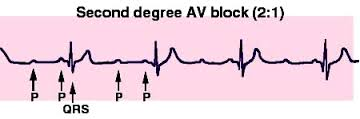 Second degree AV block (2:1)
P P P P
QRS